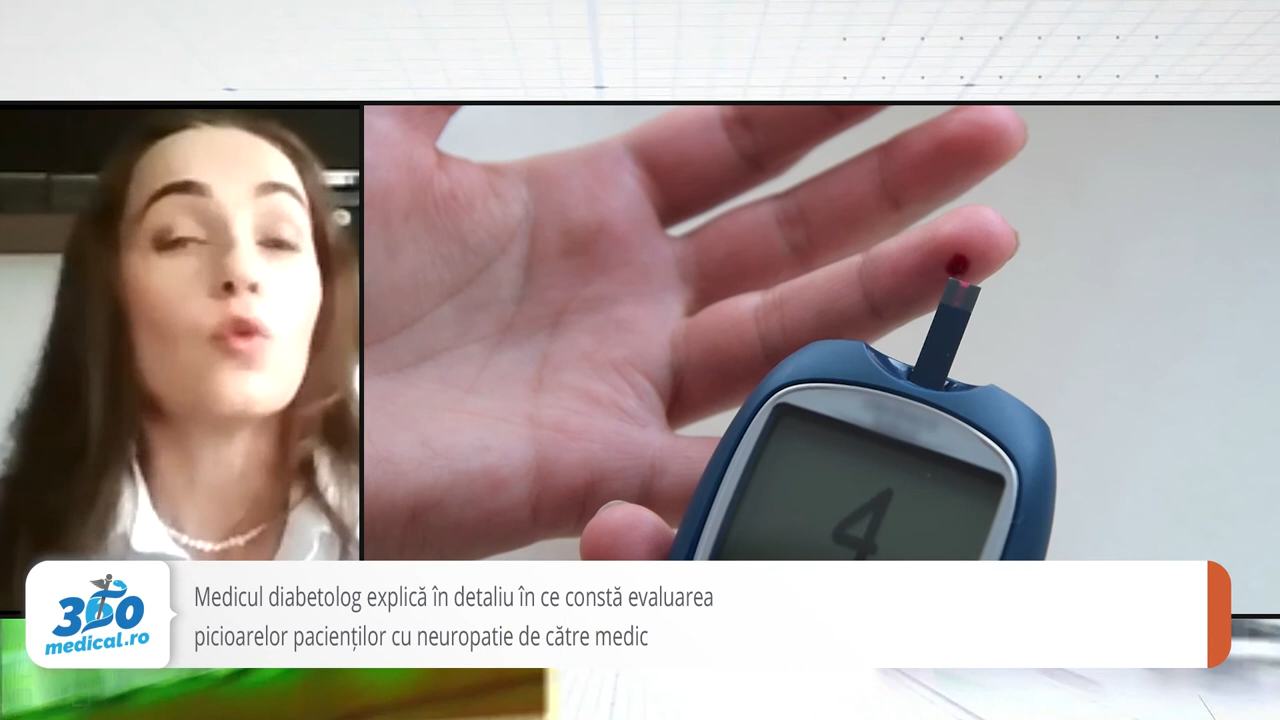 4
360
medical.ro
Medicul diabetolog explică în detaliu în ce constă evaluarea
picioarelor pacienților cu neuropatie de către medic